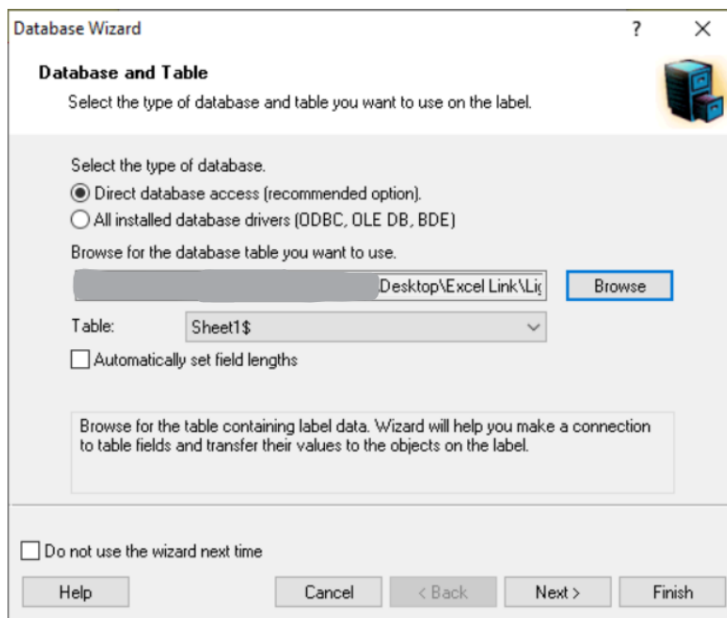 Database Wizard ?
Database and Table
Select the type of database and table you want to use on the label.
Select the type of database.
Direct database access (recommended option).
All installed database drivers (ODBC, OLE DB, BDE)
Browse for the database table you want to use.
Desktop\Excel Link\Lig Browse
Table: Sheet1$
Automatically set field lengths
Browse for the table containing label data. Wizard will help you make a connection
to table fields and transfer their values to the objects on the label.
Do not use the wizard next time
Help Cancel < Back Next > Finish